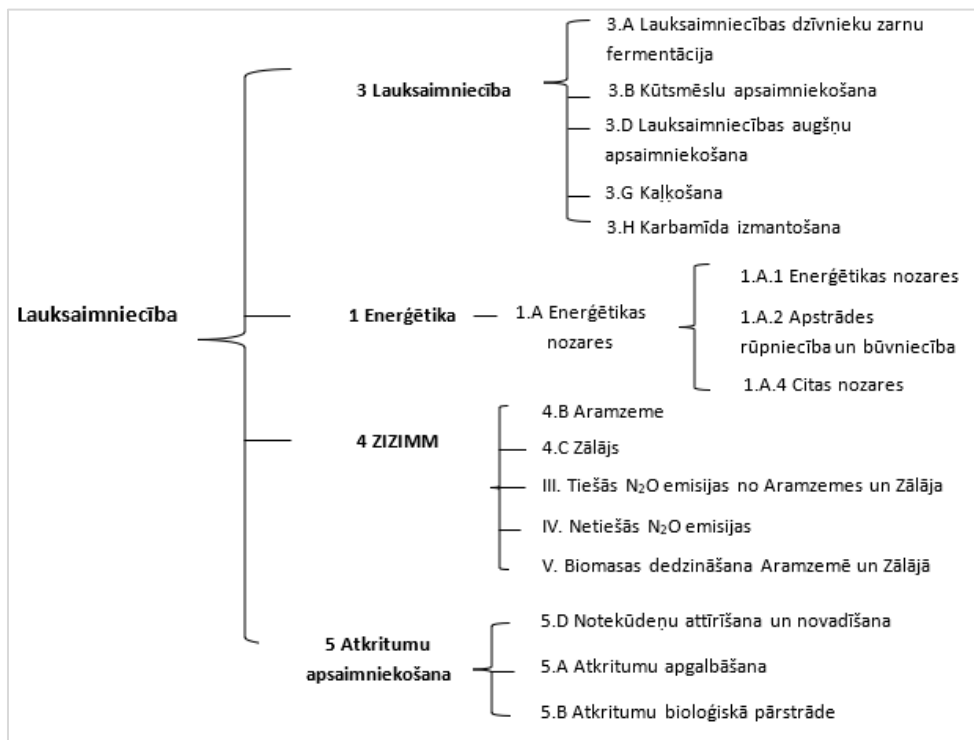 3.A Lauksaimniecības dzīvnieku zarnu
fermentācija
3 Lauksaimniecība
3.B Kūtsmēslu apsaimniekošana
3.D Lauksaimniecības augšņu
apsaimniekošana
3.G Kaļķošana
3.H Karbamīda izmantošana
Lauksaimniecība
1 Enerģētika
1.A Enerģētikas
nozares
1.A.1 Enerģētikas nozares
1.A.2 Apstrādes
rūpniecība un būvniecība
1.A.4 Citas nozares
4 ZIZIMM
4.B Aramzeme
4.C Zālājs
III. Tiešās N₂O emisijas no Aramzemes un Zālāja
IV. Netiešās N₂O emisijas
V. Biomasas dedzināšana Aramzemē un Zālājā
5 Atkritumu
apsaimniekošana
5.D Notekūdeņu attīrīšana un novadīšana
5.A Atkritumu apgalbāšana
5.B Atkritumu bioloģiskā pārstrāde